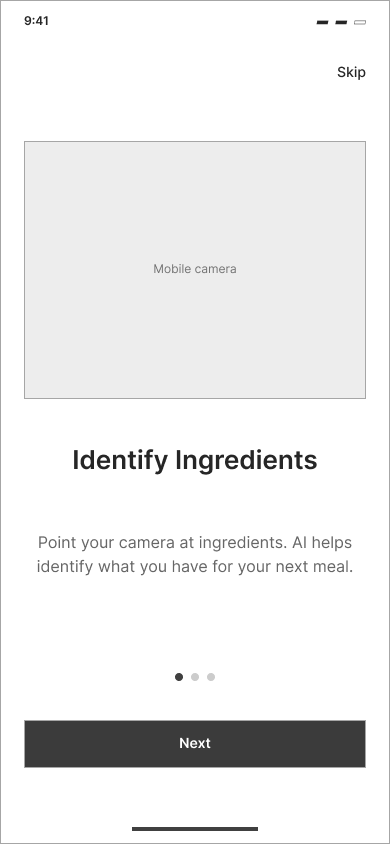 9:41
Skip
Mobile camera
Identify Ingredients
Point your camera at ingredients. AI helps
identify what you have for your next meal.
Next